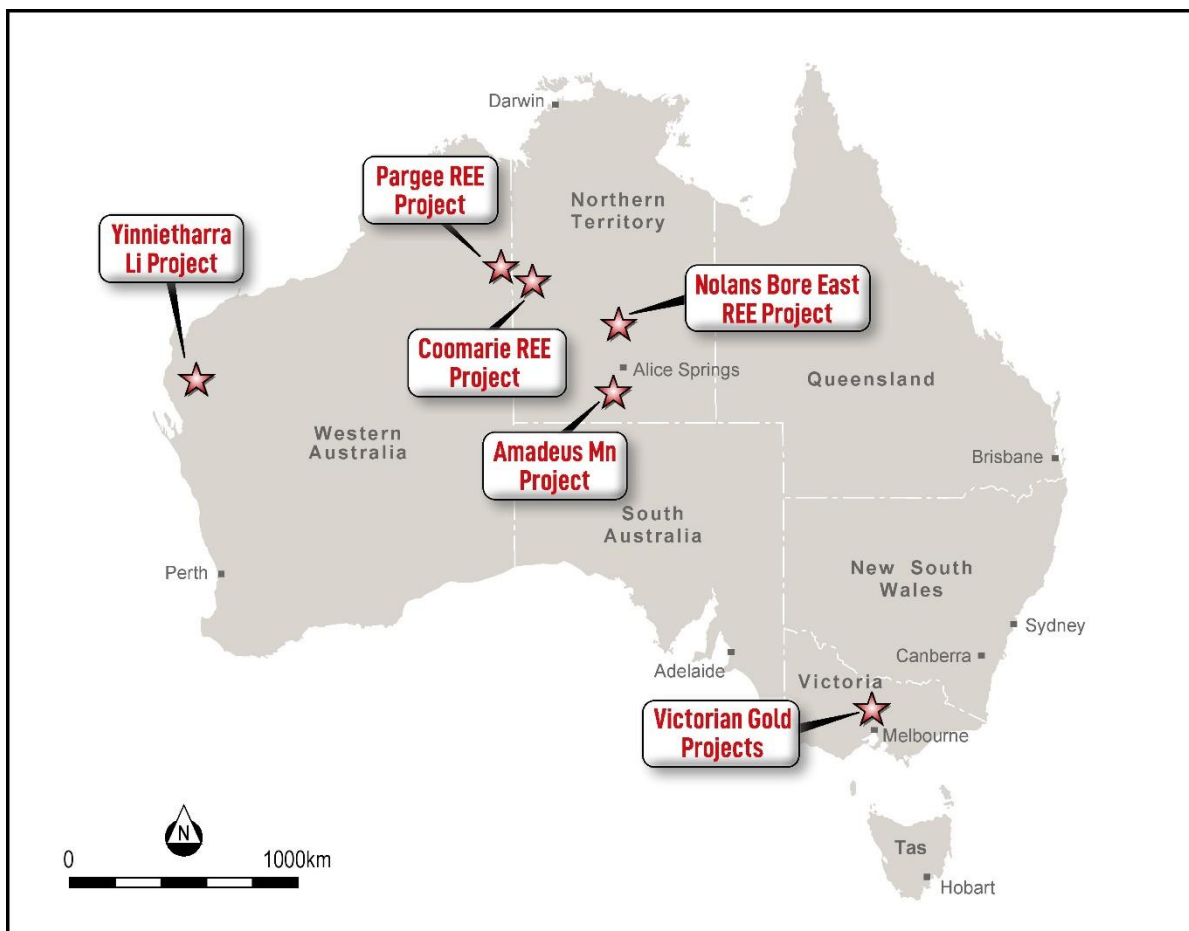 Darwin
Pargee REE
Project
Northern
Territory
Yinnietharra
Li Project
Nolans Bore East
REE Project
Coomarie REE
Project
Alice Springs
Queensland
Western
Australia
Amadeus Mn
Project
Brisbane
South
Australia
Perth
New South
Wales
Sydney
Canberra
Adelaide
Victoria
Victorian Gold
Projects
Melbourne
N
0 1000km
Tas
Hobart